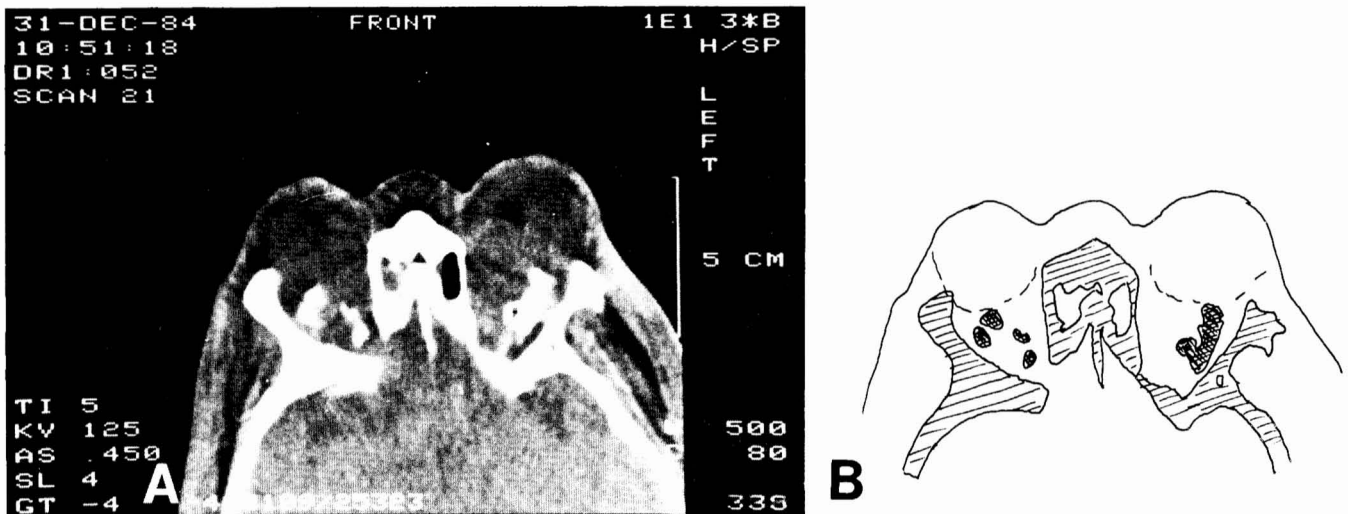 31-DEC-84 FRONT 1E1 3*B
10:51:18 H/SP
DR1:052
SCAN 21
L
E
F
T
5 CM
TI 5
KV 125
AS .450
SL 4
GT -4
500
80
33S
A
B